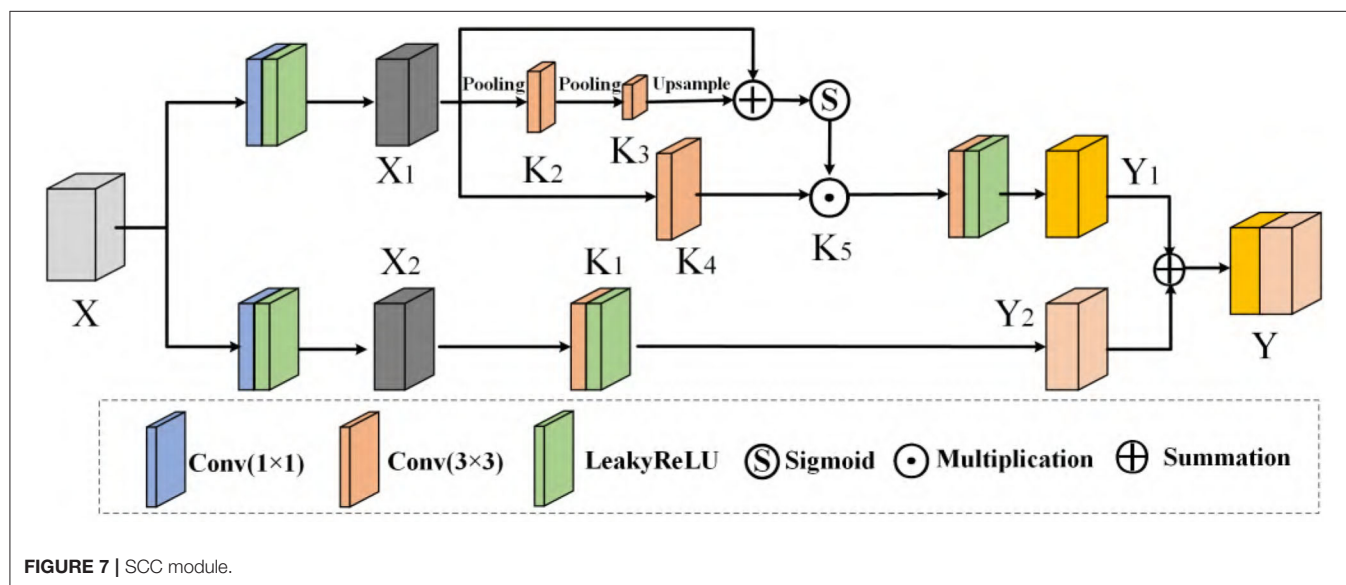 Pooling Pooling Upsample
S
X1 K2 K3
Y1
X K4 K5
X2 K1
Y2
Y
Conv(1×1) Conv(3×3) LeakyReLU S Sigmoid Multiplication Summation
FIGURE 7 | SCC module.